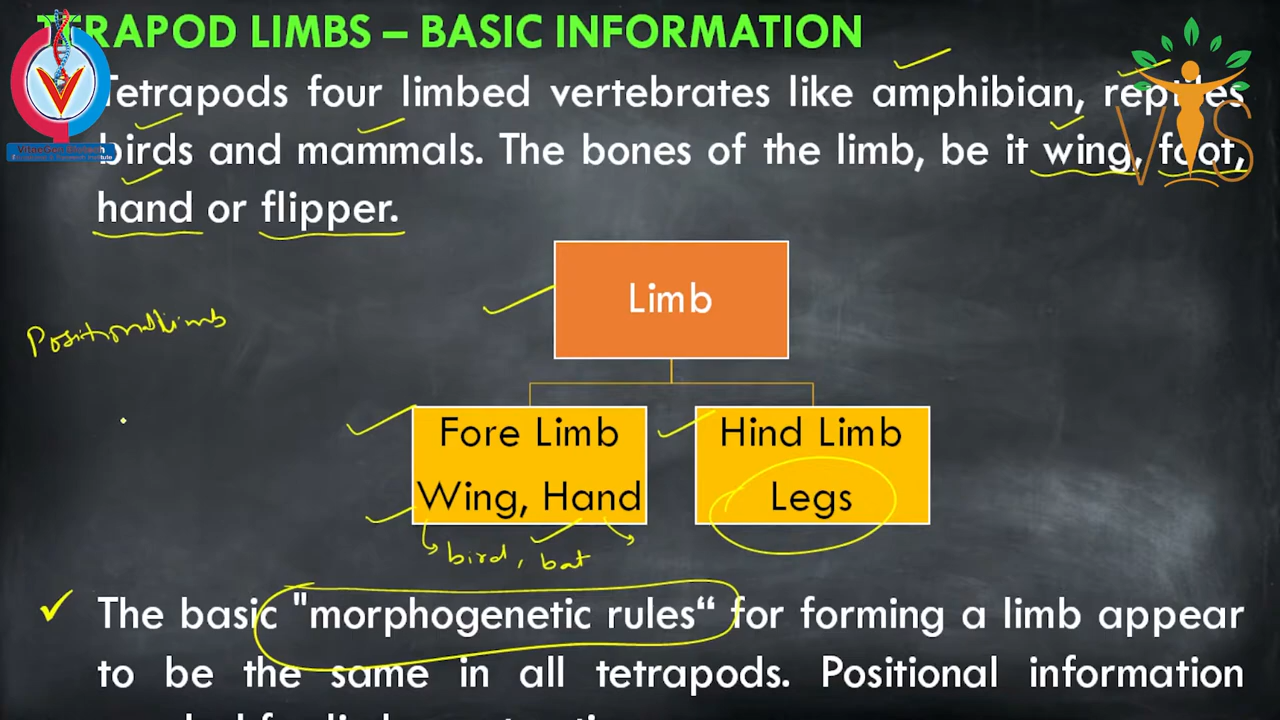 TETRAPOD LIMBS – BASIC INFORMATION
Tetrapods four limbed vertebrates like amphibian, reptiles
birds and mammals. The bones of the limb, be it wing, foot,
hand or flipper.
Limb
Positional Limb
Fore Limb
Wing, Hand
Hind Limb
Legs
bird, bat
✓ The basic "morphogenetic rules“ for forming a limb appear
to be the same in all tetrapods. Positional information
V
V S